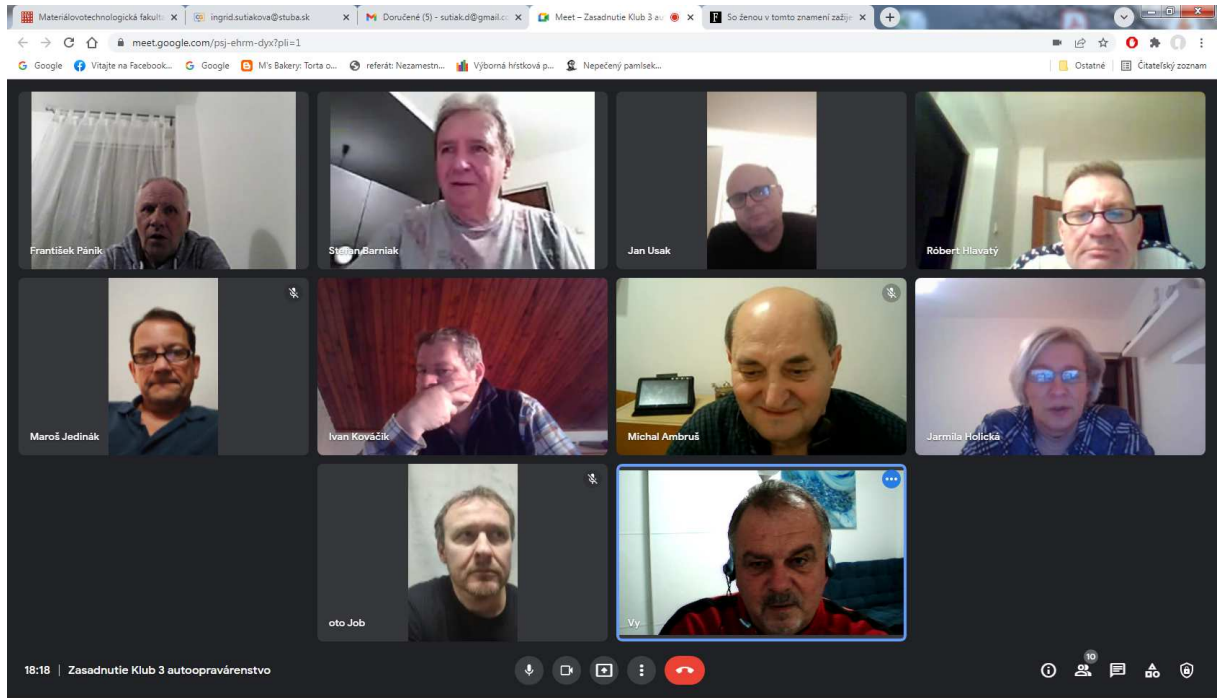 Materiálovotechnologická fakult
ingrid.sutiakova@stuba.sk
Doručené (5) - sutiak.d@gmail.c
Meet – Zasadnutie Klub 3 au
So ženou v tomto znamení zažij
meet.google.com/psj-ehrm-dyx?pli=1
Google
Vitajte na Facebook...
Google
M's Bakery: Torta o...
referát: Nezamestn...
Výborná hŕstková p...
Nepečený pamlsek...
Ostatné
Čitateľský zoznam
František Pánik
Stefan Barniak
Jan Usak
Róbert Hlavatý
Maroš Jedinák
Ivan Kováčik
Michal Ambruš
Jarmila Holická
oto Job
Vy
18:18 | Zasadnutie Klub 3 autoopravárenstvo
10